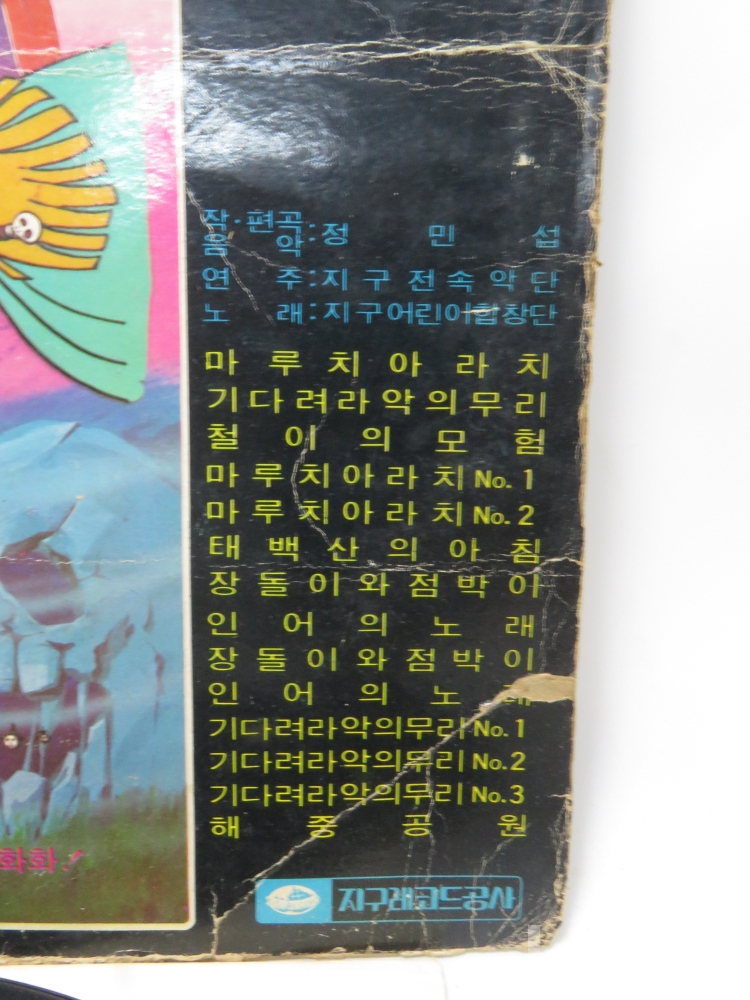 작·편곡:정 민 섭
음 악
연 주:지구전속악단
노 래:지구어린이합창단
마루치아라치
기다려라악의무리
철이의모험
마루치아라치 No. 1
마루치아라치 No. 2
태백산의아침
장돌이와점박이
인어의노래
장돌이와점박이
인어의노래
기다려라악의무리 No. 1
기다려라악의무리 No. 2
기다려라악의무리 No. 3
해중공원
화화!
지구레코드공사